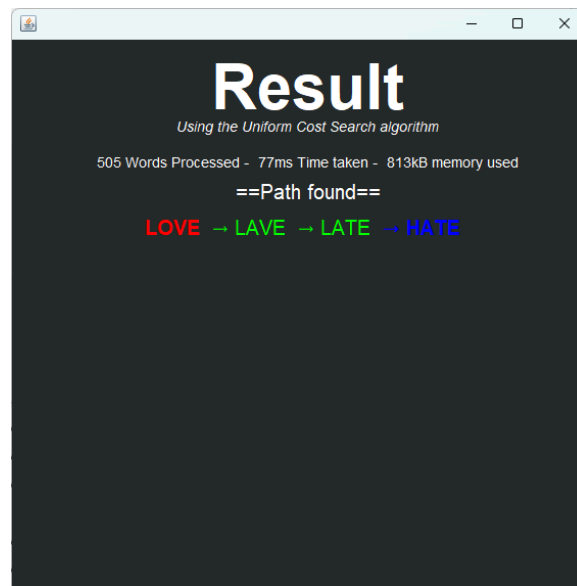 Result
Using the Uniform Cost Search algorithm
505 Words Processed - 77ms Time taken - 813kB memory used
==Path found==
LOVE → LAVE → LATE → HATE